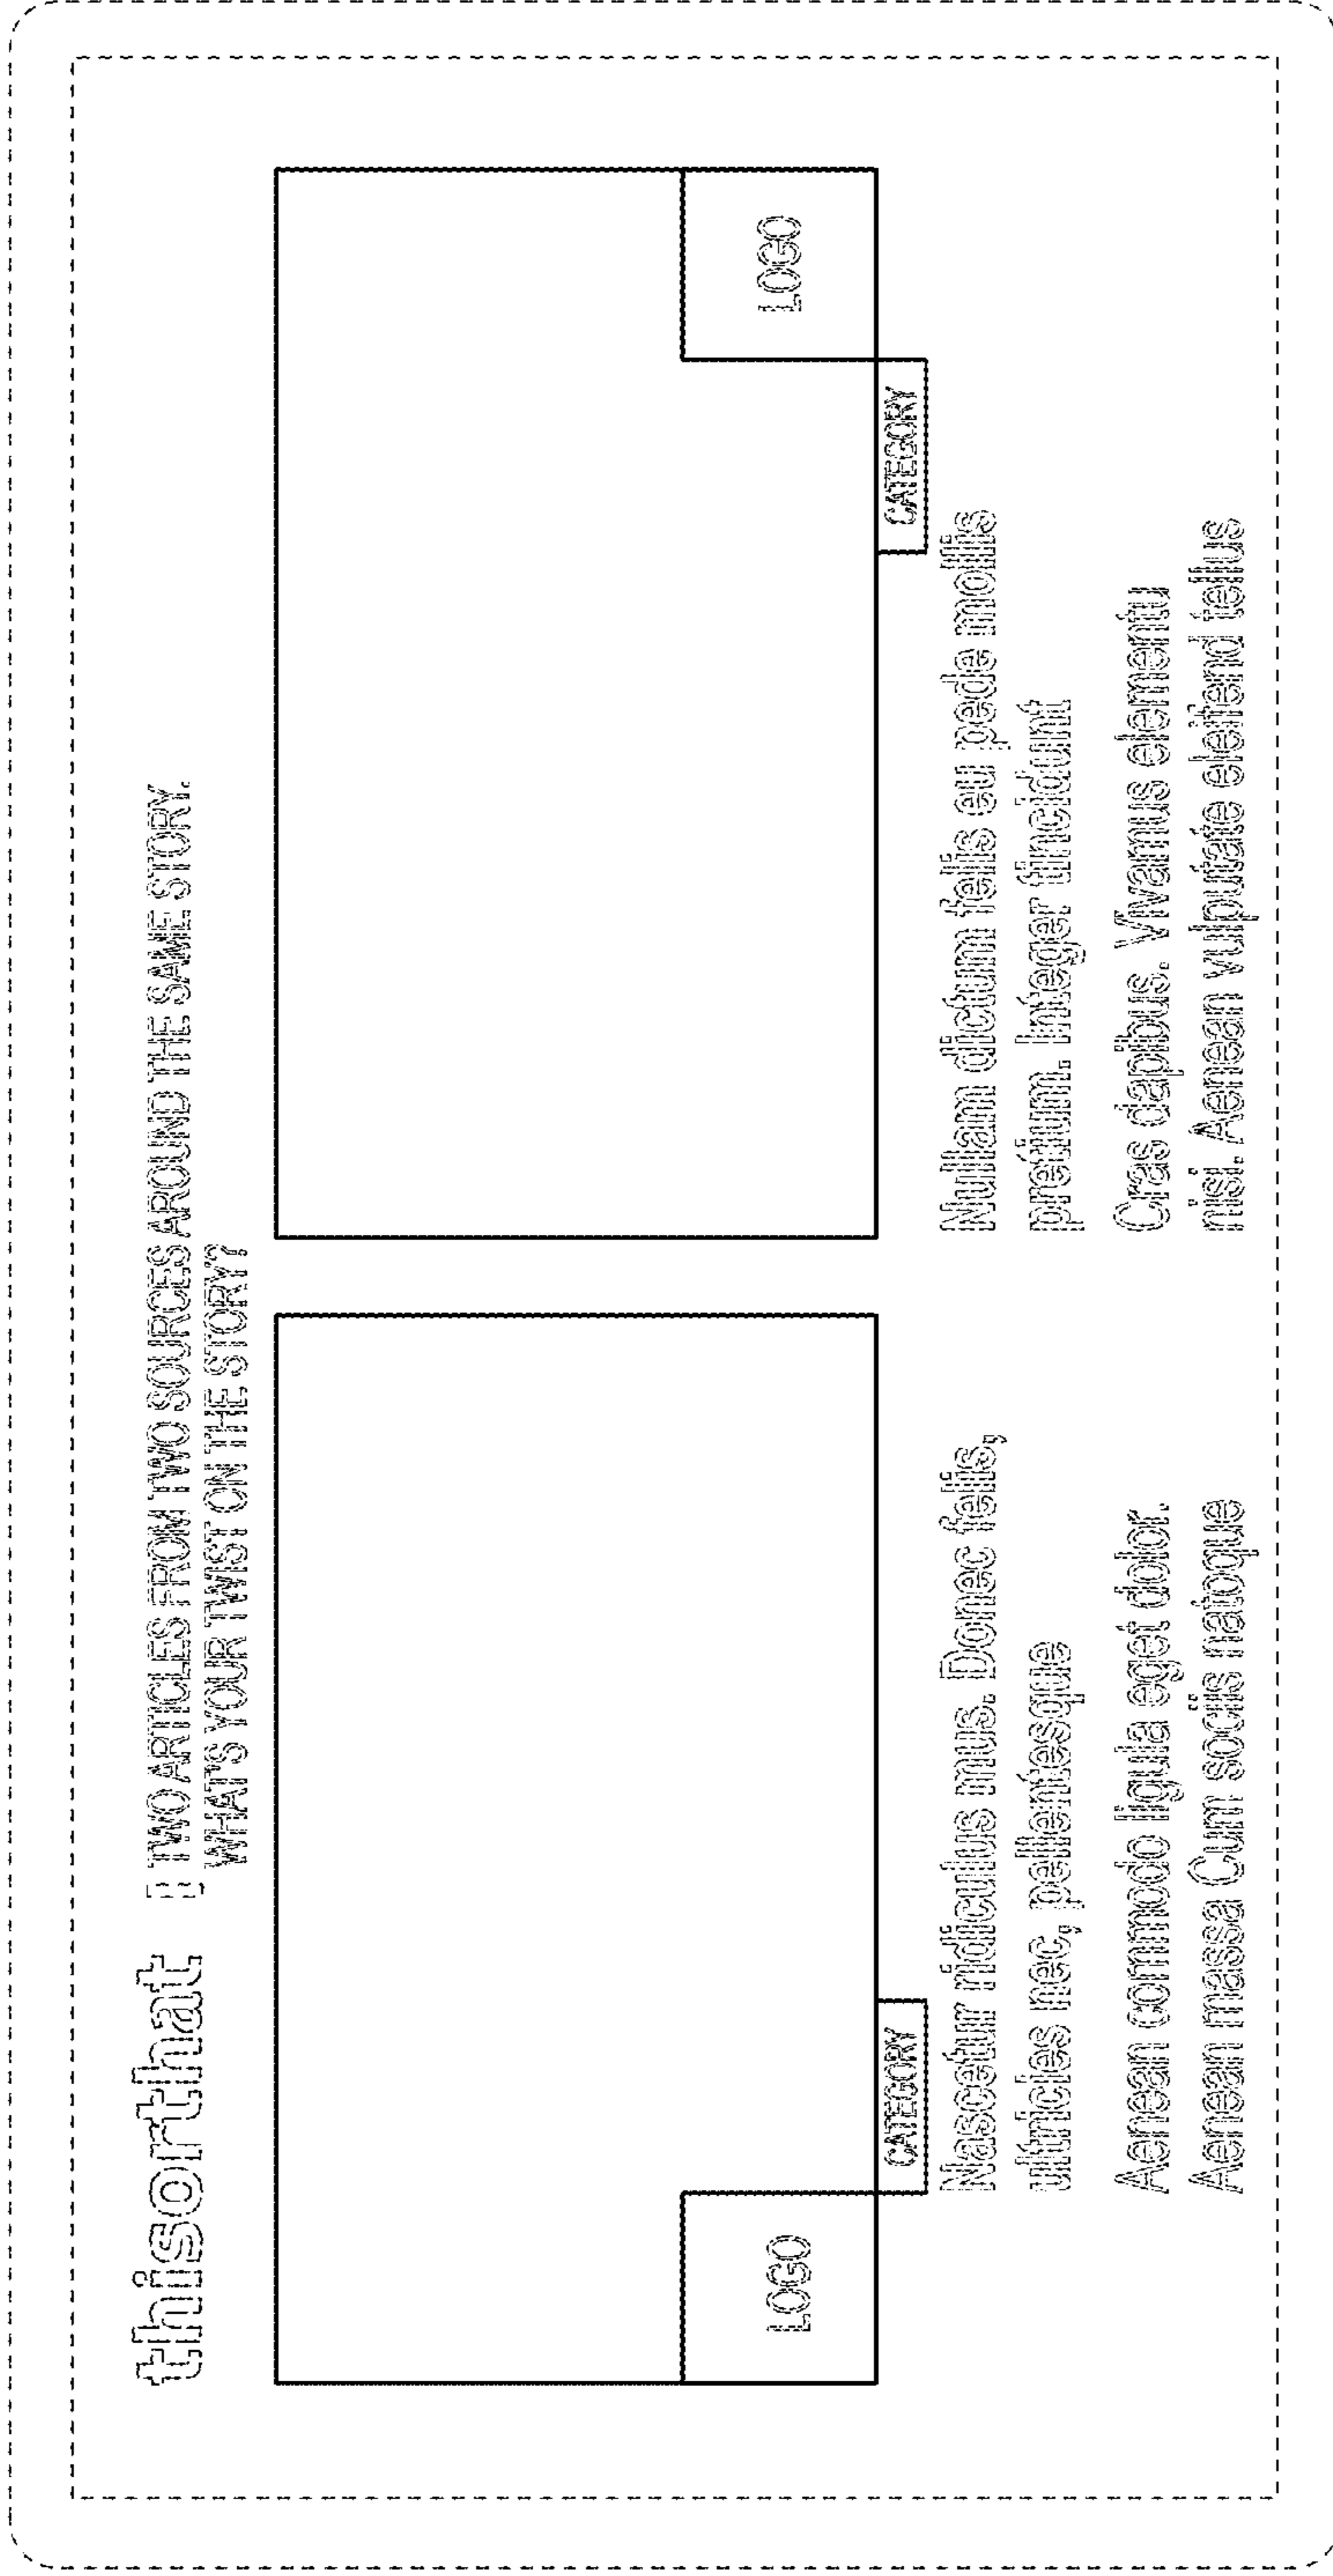 thisorthat
TWO ARTICLES FROM TWO SOURCES AROUND THE SAME STORY.
WHAT'S YOUR TWIST ON THE STORY?
LOGO
CATEGORY
Nascetur ridiculus mus. Donec felis,
ultricies nec, pellentesque
Aenean commodo ligula eget dolor.
Aenean massa Cum sociis natoque
LOGO
CATEGORY
Nullam dictum felis eu pede mollis
pretium. Integer tincidunt
Cras dapibus. Vivamus elementu
nisi. Aenean vulputate eleifend tellus